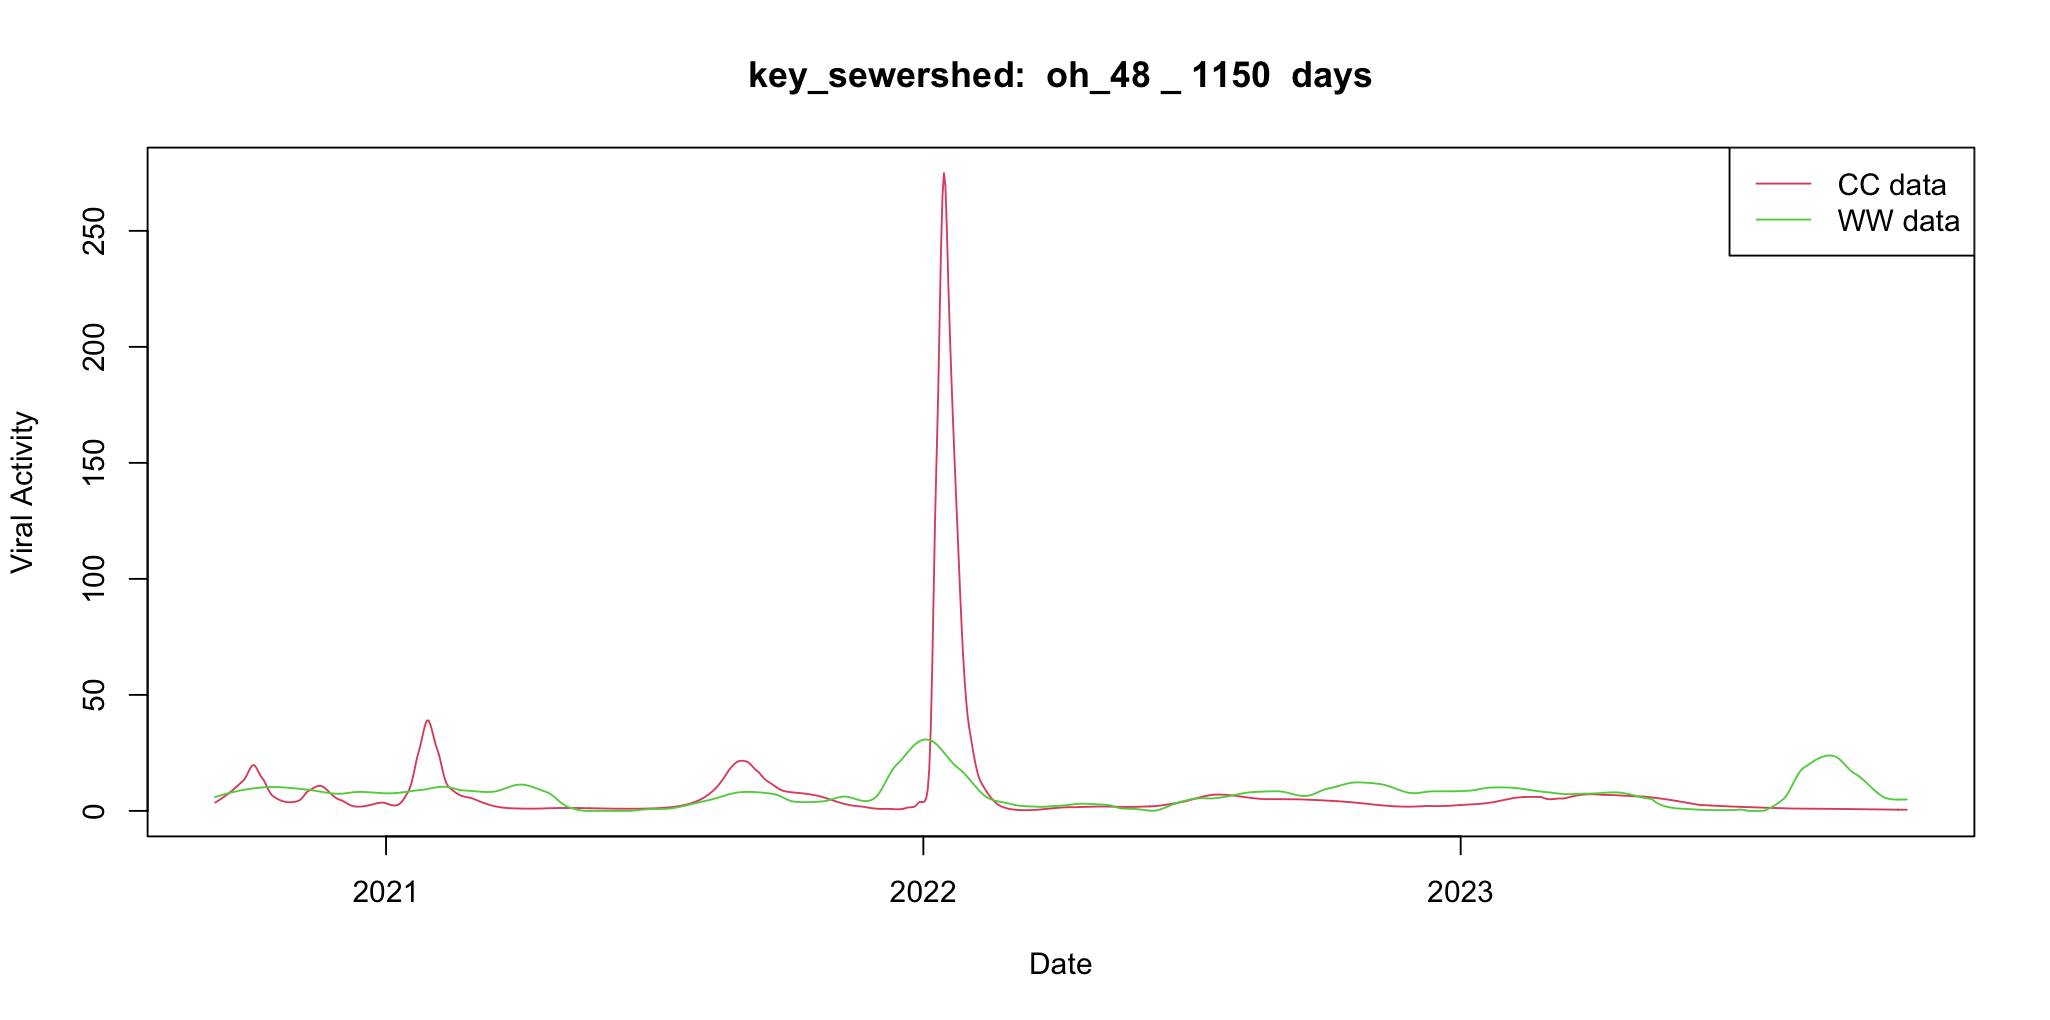 key_sewershed:  oh_48 _ 1150  days
CC data
WW data
Viral Activity
250
200
150
100
50
0
2021
2022
2023
Date